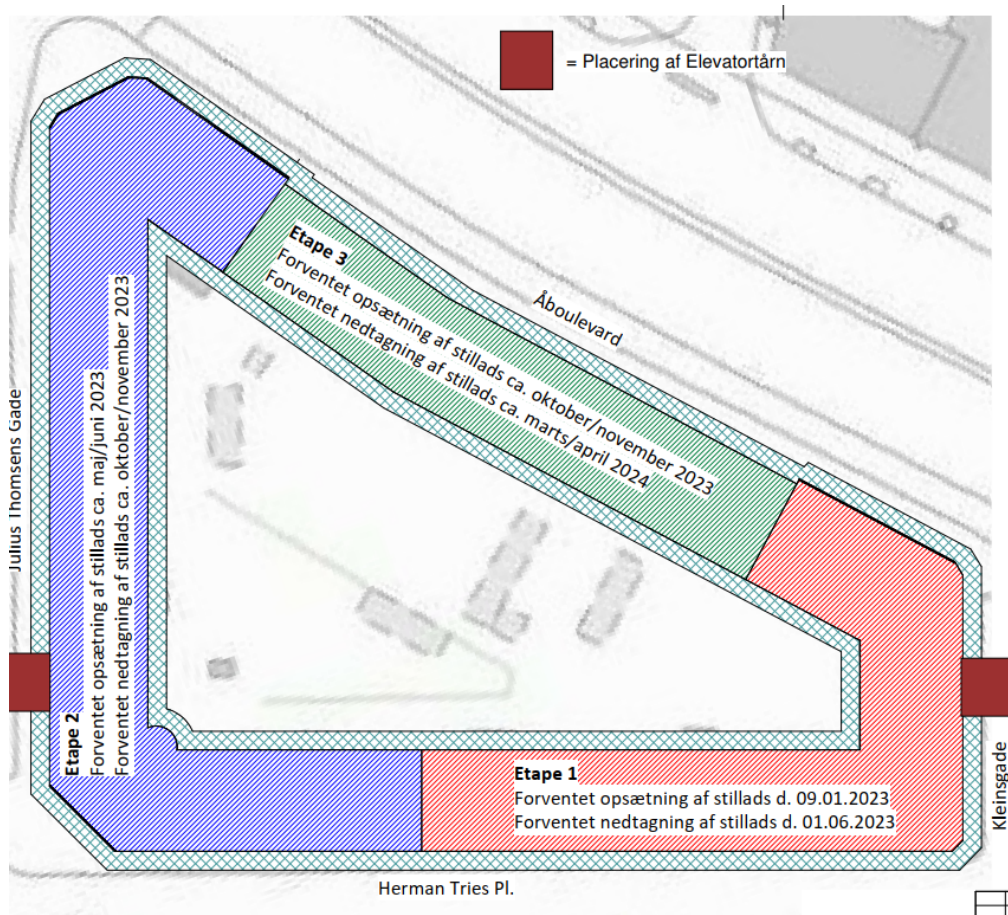 = Placering af Elevatortårn
Etape 3
Forventet opsætning af stillads ca. oktober/november 2023
Forventet nedtagning af stillads ca. marts/april 2024
Åboulevard
Julius Thomsens Gade
Etape 2
Forventet opsætning af stillads ca. maj/juni 2023
Forventet nedtagning af stillads ca. oktober/november 2023
Etape 1
Forventet opsætning af stillads d. 09.01.2023
Forventet nedtagning af stillads d. 01.06.2023
Kleinsgade
Herman Tries Pl.